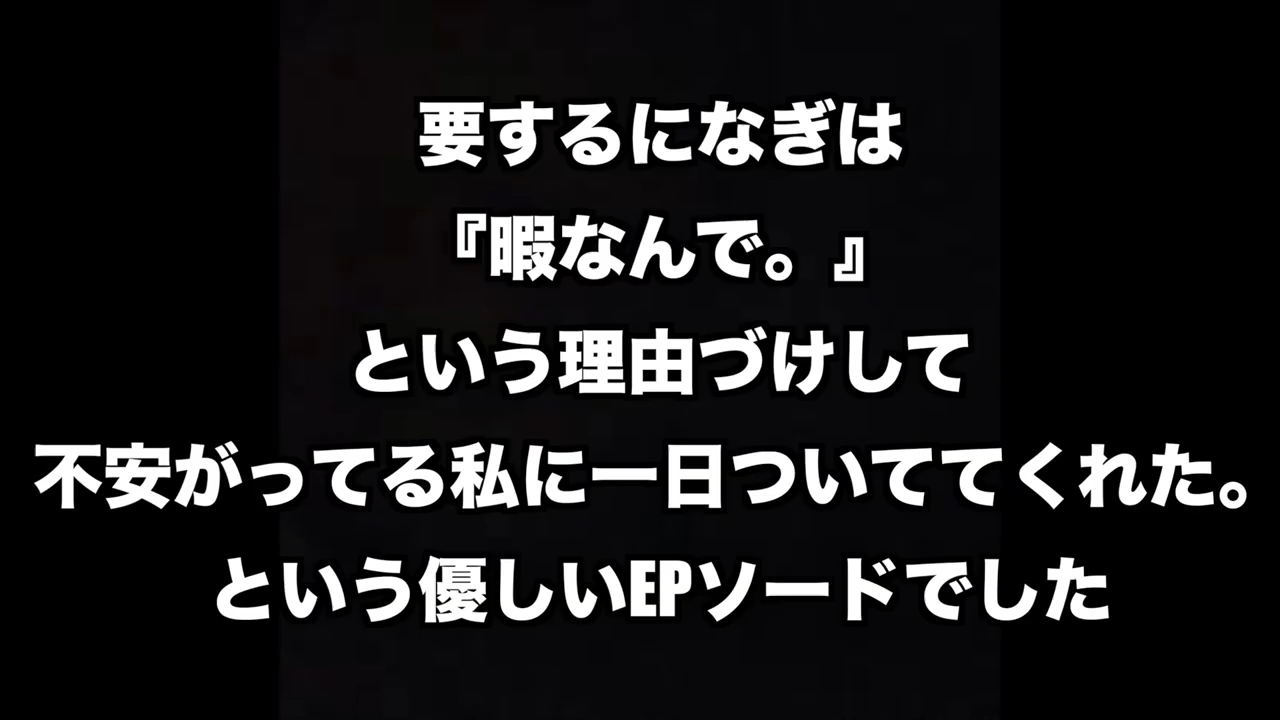 要するになぎは
『暇なんで。』
という理由づけして
不安がってる私に一日ついててくれた。
という優しいEPソードでした